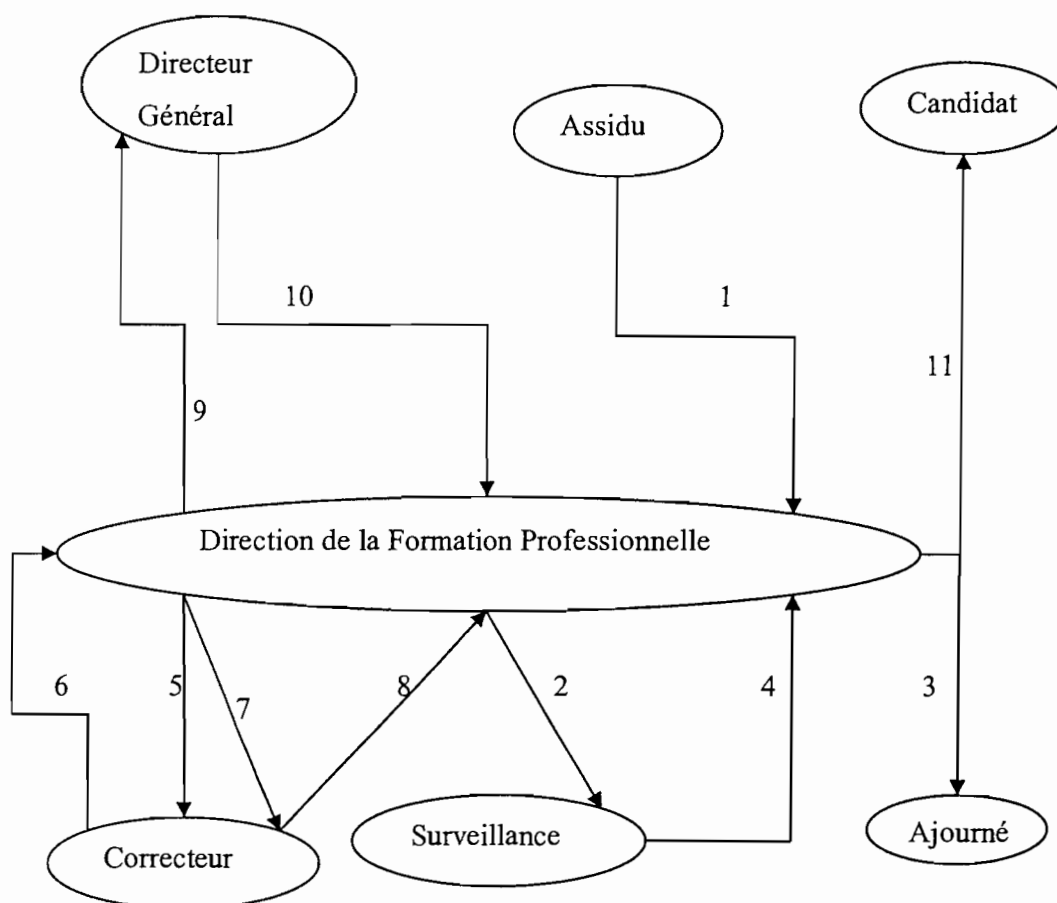 Directeur
Général
Assidu
Candidat
10
1
11
9
Direction de la Formation Professionnelle
6
5
7
8
2
4
3
Correcteur
Surveillance
Ajourné